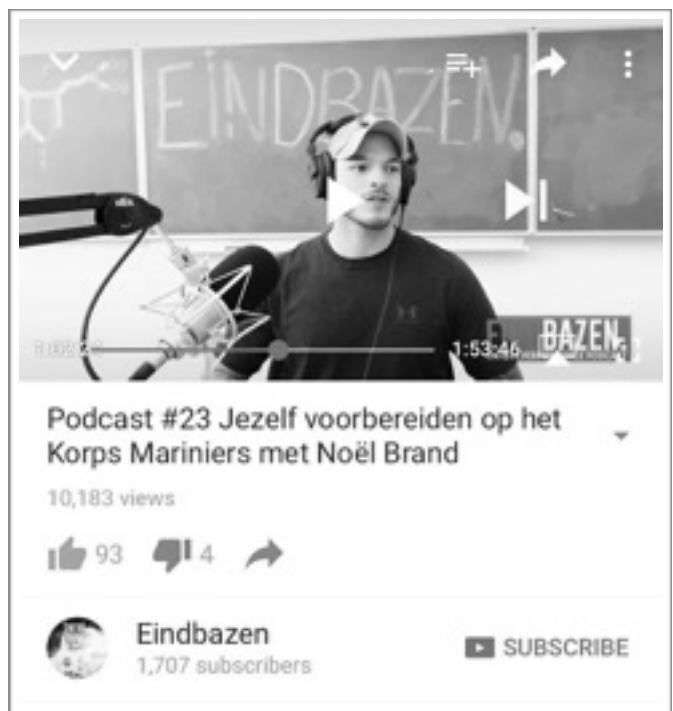 EINDBAZEN.
1:53:46
BAZEN
Podcast #23 Jezelf voorbereiden op het
Korps Mariniers met Noël Brand
10,183 views
93
4
Eindbazen
1,707 subscribers
SUBSCRIBE